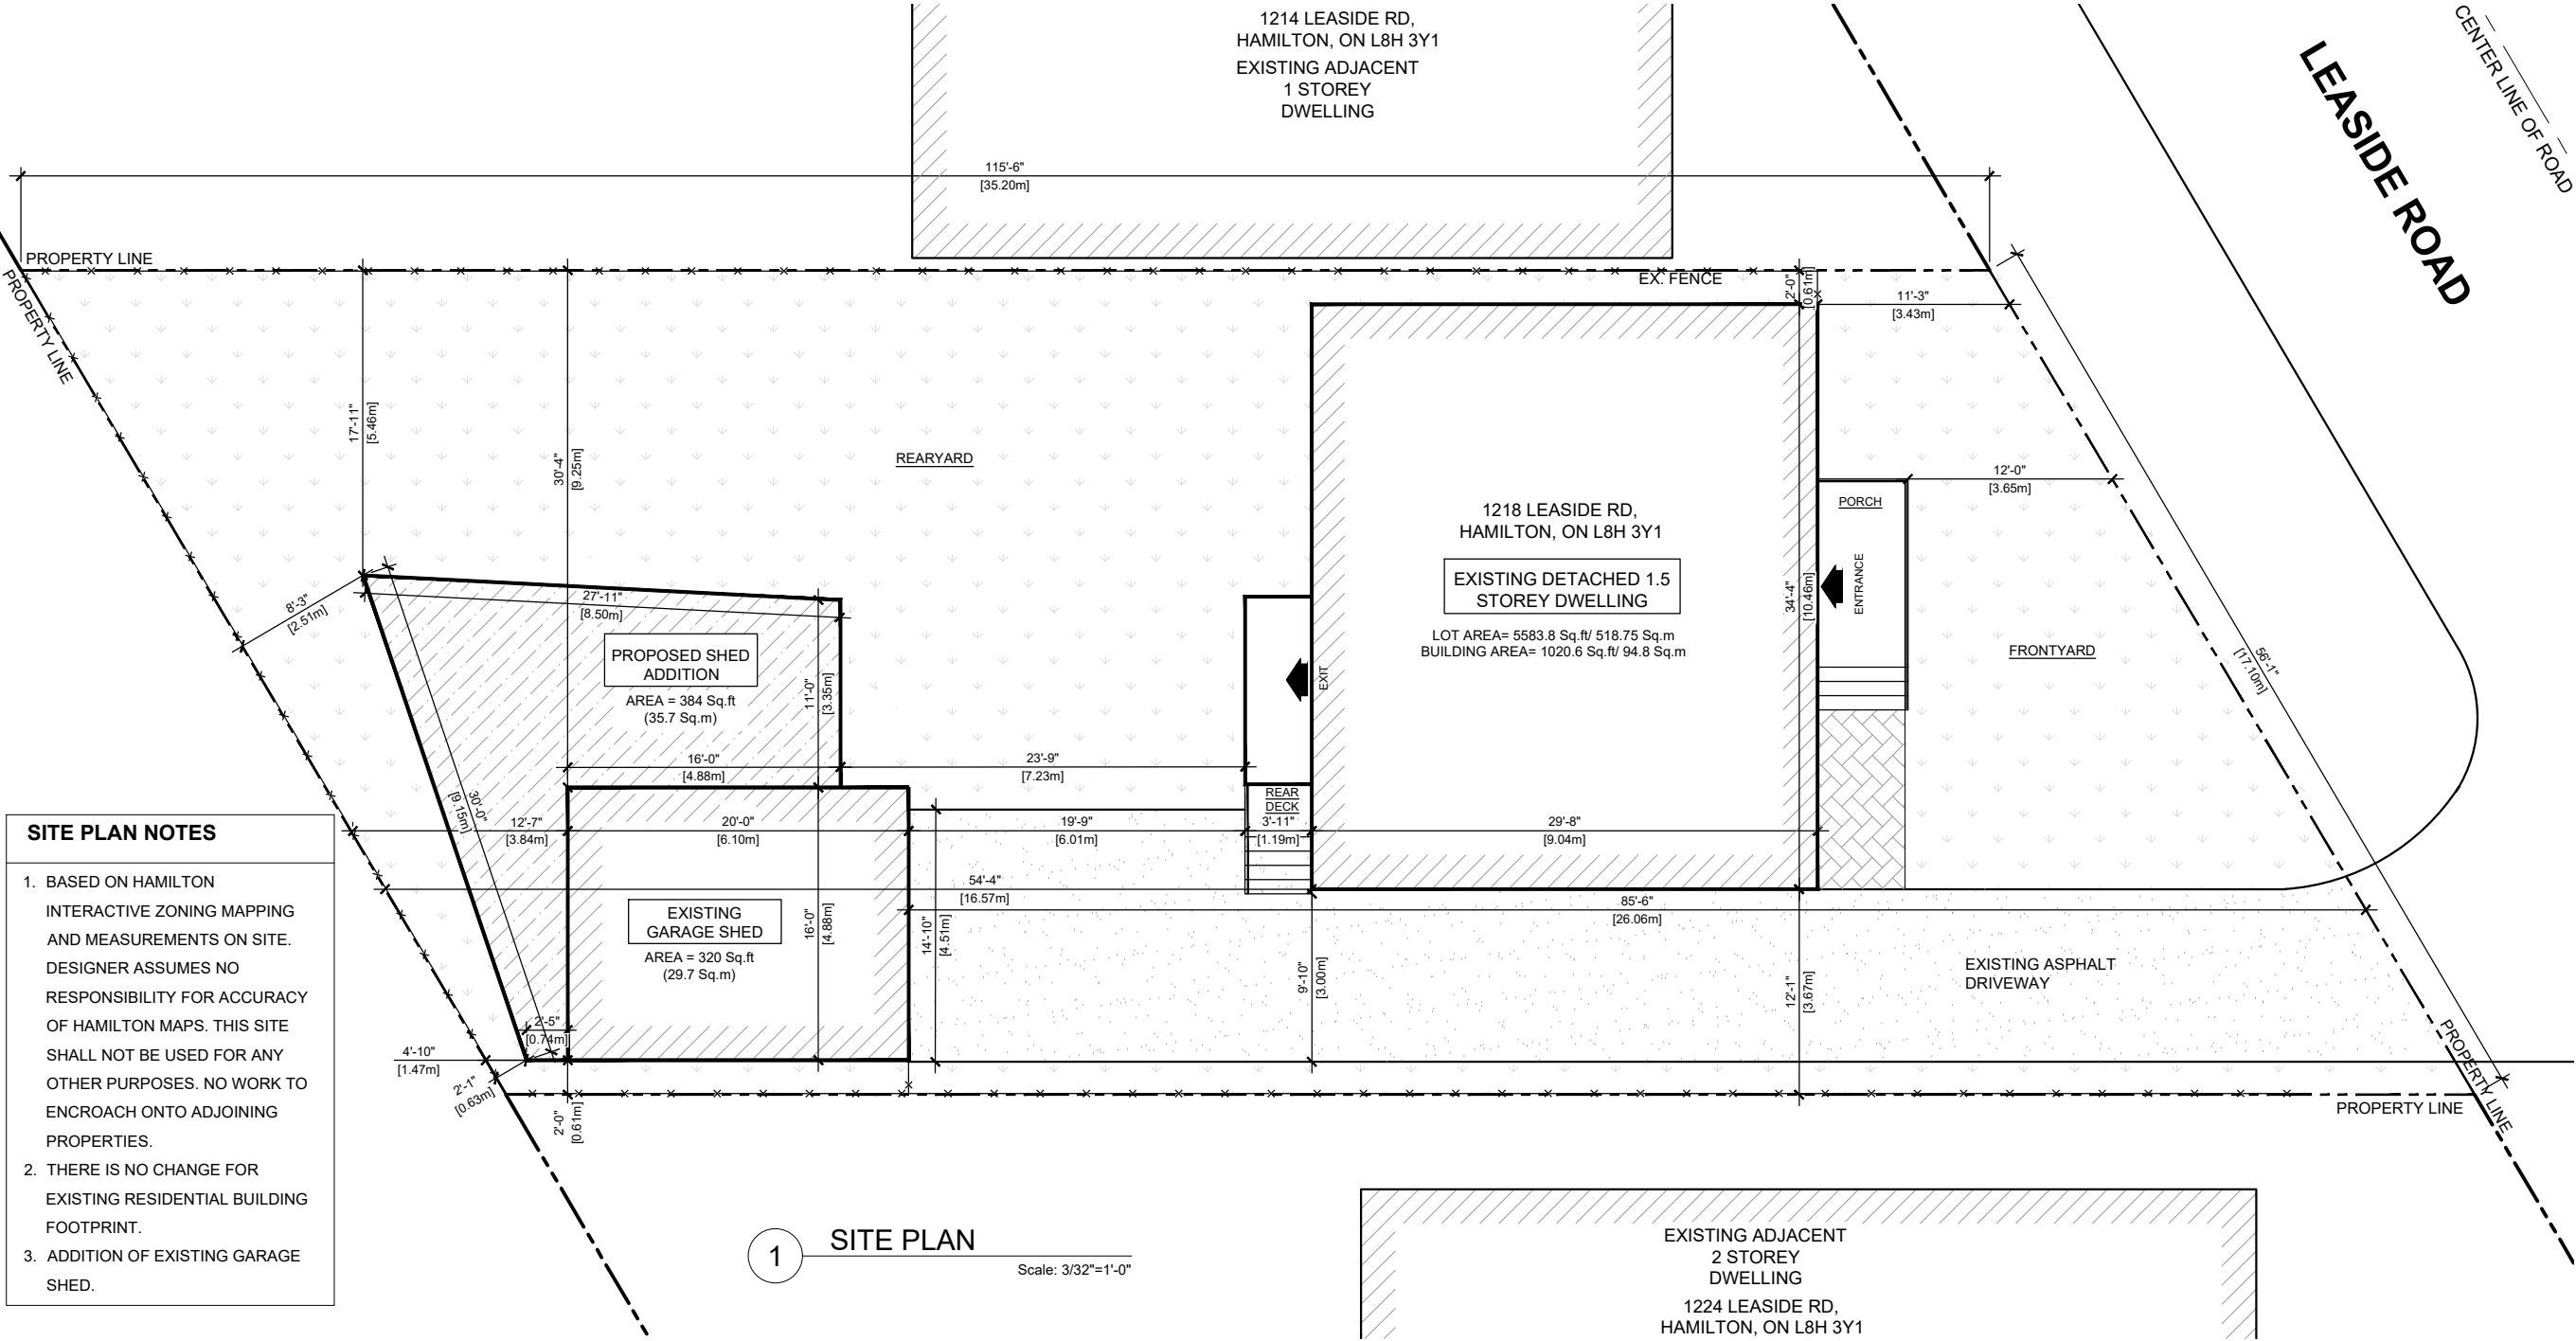 1214 LEASIDE RD,
HAMILTON, ON L8H 3Y1
EXISTING ADJACENT
1 STOREY
DWELLING
CENTER LINE OF ROAD
LEASIDE ROAD
115'-6"
[35.20m]
PROPERTY LINE
PROPERTY LINE
EX. FENCE
2'-0"
[0.61m]
11'-3"
[3.43m]
17'-11"
[5.46m]
30'-4"
[9.25m]
REARYARD
12'-0"
[3.65m]
PORCH
ENTRANCE
1218 LEASIDE RD,
HAMILTON, ON L8H 3Y1
EXISTING DETACHED 1.5
STOREY DWELLING
LOT AREA= 5583.8 Sq.ft/ 518.75 Sq.m
BUILDING AREA= 1020.6 Sq.ft/ 94.8 Sq.m
34'-4"
[10.46m]
FRONTYARD
56'-1"
[17.10m]
8'-3"
[2.51m]
27'-11"
[8.50m]
PROPOSED SHED
ADDITION
AREA = 384 Sq.ft
(35.7 Sq.m)
11'-0"
[3.35m]
EXIT
16'-0"
[4.88m]
23'-9"
[7.23m]
REAR
DECK
30'-0"
[9.15m]
12'-7"
[3.84m]
20'-0"
[6.10m]
19'-9"
[6.01m]
3'-11"
[1.19m]
29'-8"
[9.04m]
54'-4"
[16.57m]
85'-6"
[26.06m]
EXISTING
GARAGE SHED
AREA = 320 Sq.ft
(29.7 Sq.m)
16'-0"
[4.88m]
14'-10"
[4.51m]
9'-10"
[3.00m]
12'-1"
[3.67m]
EXISTING ASPHALT
DRIVEWAY
2'-5"
[0.74m]
4'-10"
[1.47m]
2'-1"
[0.63m]
2'-0"
[0.61m]
PROPERTY LINE
PROPERTY LINE
SITE PLAN NOTES
1. BASED ON HAMILTON
INTERACTIVE ZONING MAPPING
AND MEASUREMENTS ON SITE.
DESIGNER ASSUMES NO
RESPONSIBILITY FOR ACCURACY
OF HAMILTON MAPS. THIS SITE
SHALL NOT BE USED FOR ANY
OTHER PURPOSES. NO WORK TO
ENCROACH ONTO ADJOINING
PROPERTIES.
2. THERE IS NO CHANGE FOR
EXISTING RESIDENTIAL BUILDING
FOOTPRINT.
3. ADDITION OF EXISTING GARAGE
SHED.
1
SITE PLAN
Scale: 3/32"=1'-0"
EXISTING ADJACENT
2 STOREY
DWELLING
1224 LEASIDE RD,
HAMILTON, ON L8H 3Y1